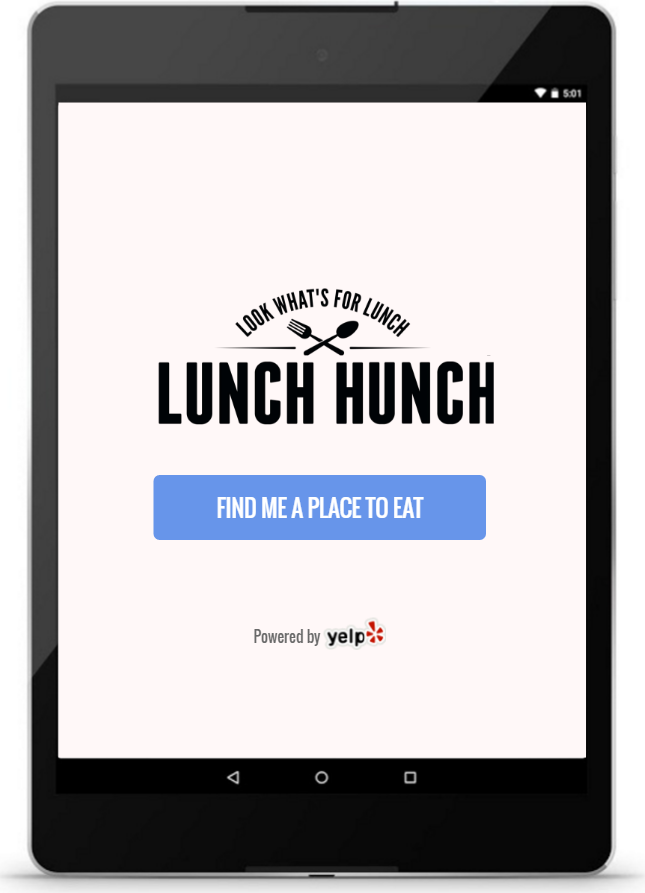 5:01
LOOK WHAT'S FOR LUNCH
LUNCH HUNCH
FIND ME A PLACE TO EAT
Powered by yelp